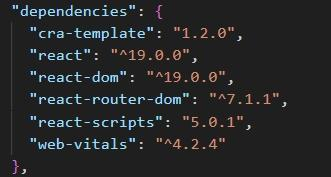 "dependencies": {
"cra-template": "1.2.0",
"react": "^19.0.0",
"react-dom": "^19.0.0",
"react-router-dom": "^7.1.1",
"react-scripts": "5.0.1",
"web-vitals": "^4.2.4"
},